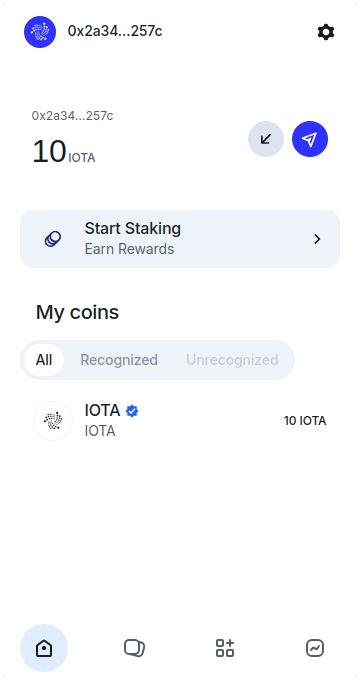 0x2a34...257c
0x2a34...257c
10 IOTA
Start Staking
Earn Rewards
My coins
All Recognized Unrecognized
IOTA
IOTA
10 IOTA